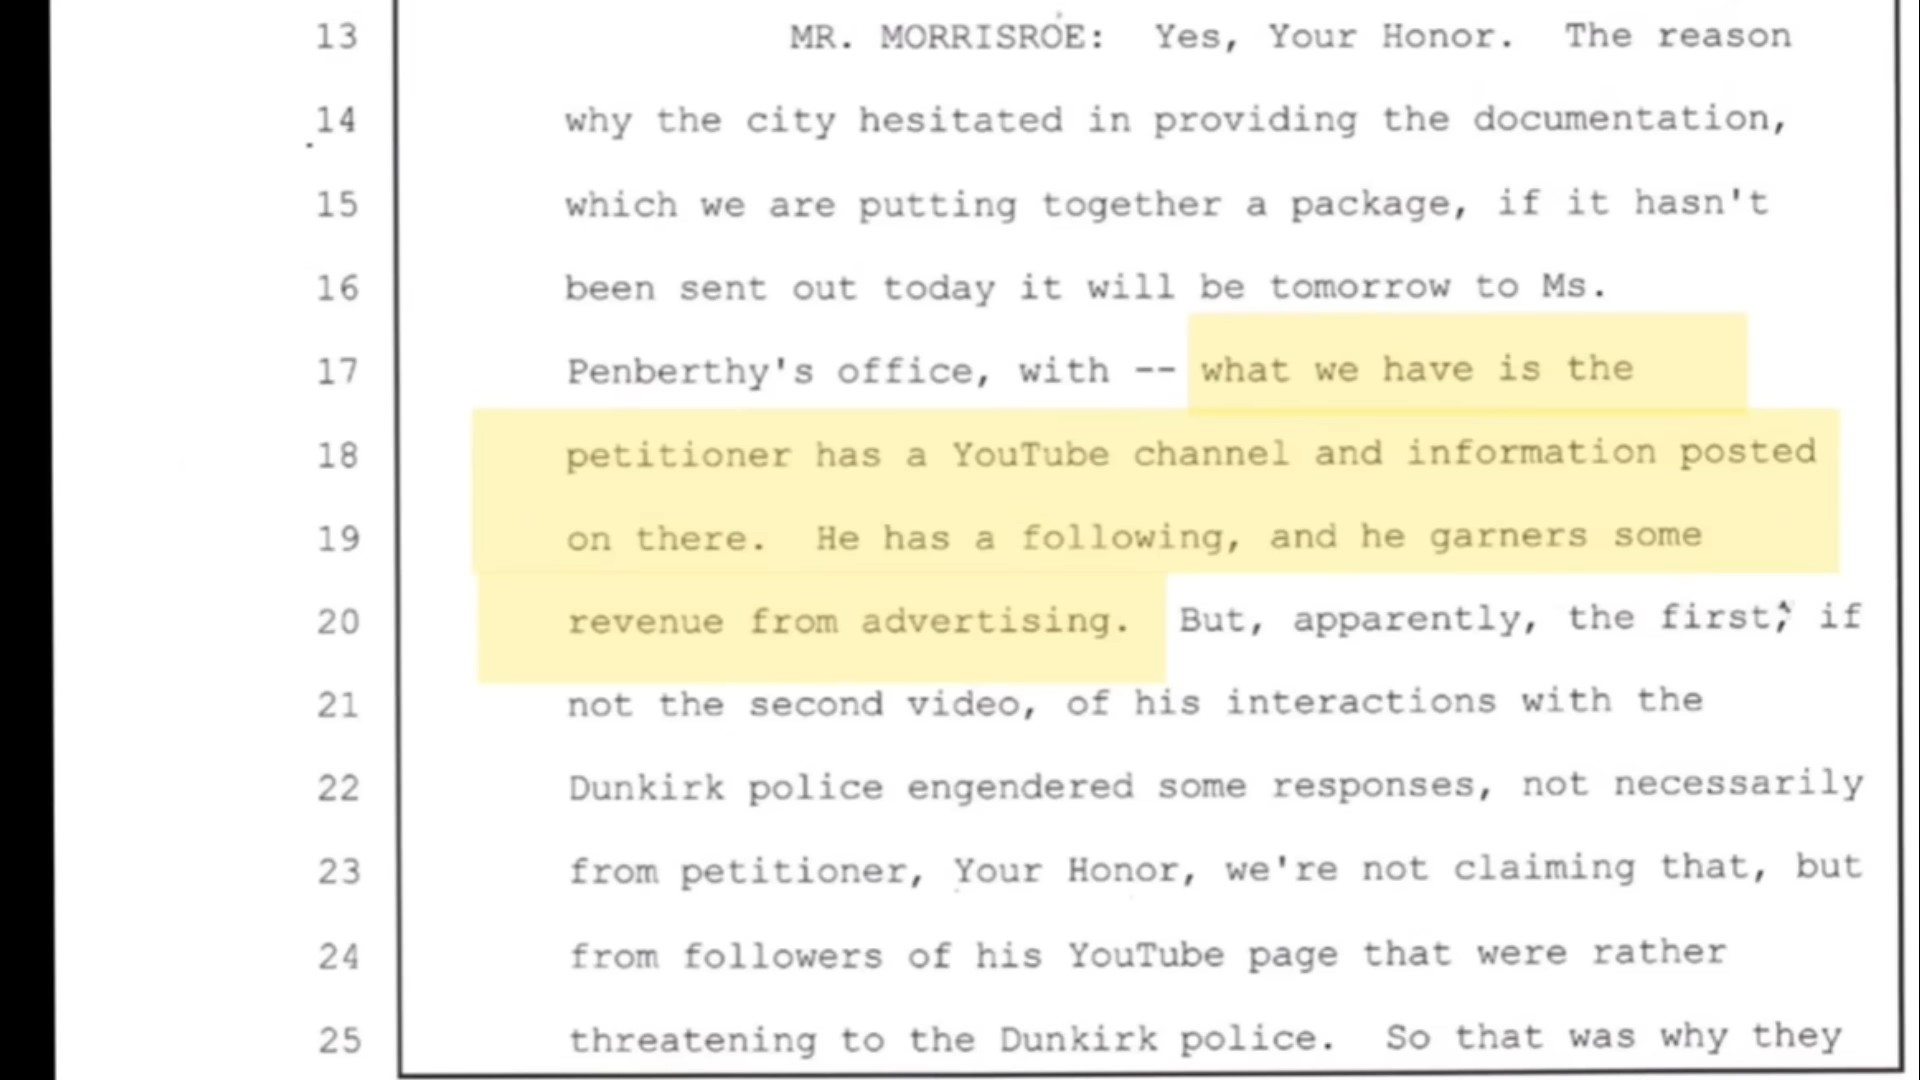 13 MR. MORRISROE: Yes, Your Honor. The reason
14 why the city hesitated in providing the documentation,
15 which we are putting together a package, if it hasn't
16 been sent out today it will be tomorrow to Ms.
17 Penberthy's office, with -- what we have is the
18 petitioner has a YouTube channel and information posted
19 on there. He has a following, and he garners some
20 revenue from advertising. But, apparently, the first, if
21 not the second video, of his interactions with the
22 Dunkirk police engendered some responses, not necessarily
23 from petitioner, Your Honor, we're not claiming that, but
24 from followers of his YouTube page that were rather
25 threatening to the Dunkirk police. So that was why they